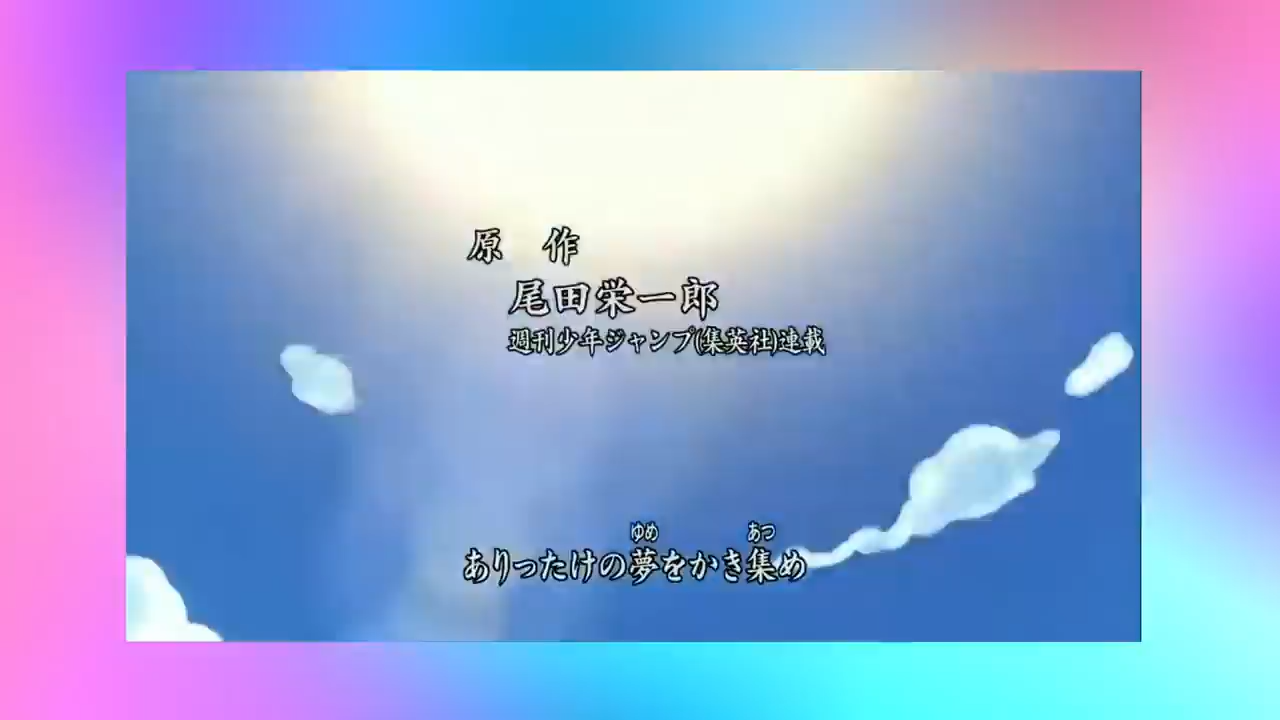 原　作
尾田栄一郎
週刊少年ジャンプ(集英社)連載
ゆめ　あつ
ありったけの夢をかき集め